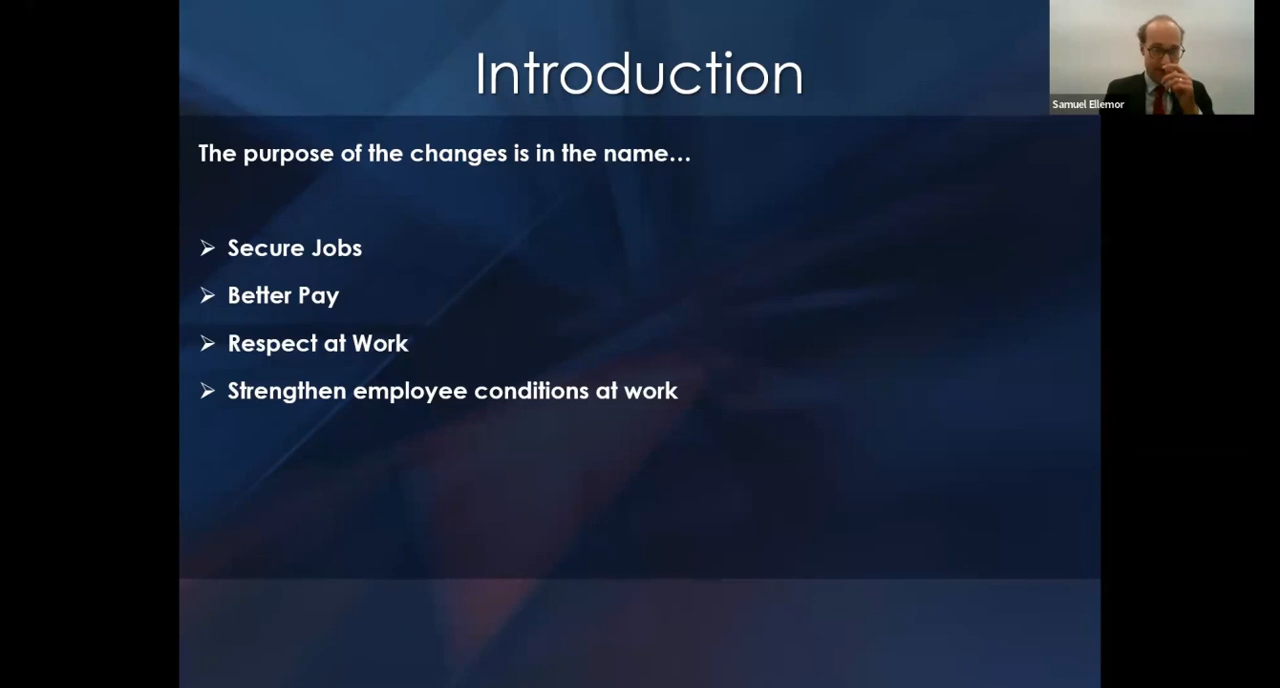 Introduction
Samuel Ellemor
The purpose of the changes is in the name…
Secure Jobs
Better Pay
Respect at Work
Strengthen employee conditions at work